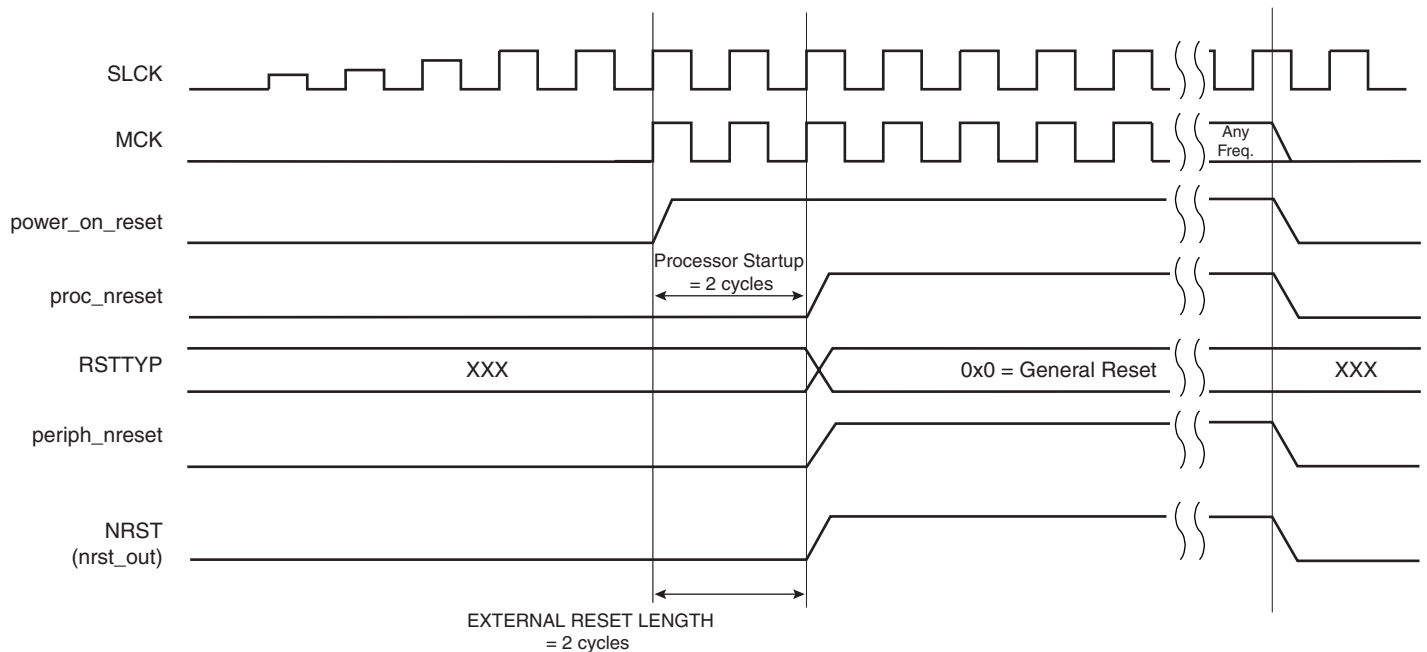 SLCK
MCK
Any
Freq.
power_on_reset
Processor Startup
= 2 cycles
proc_nreset
RSTTYP
XXX
0x0 = General Reset
XXX
periph_nreset
NRST
(nrst_out)
EXTERNAL RESET LENGTH
= 2 cycles